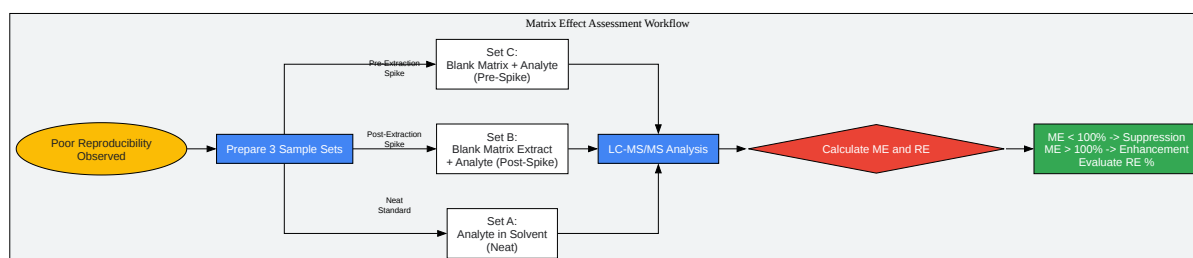 Matrix Effect Assessment Workflow
Poor Reproducibility
Observed
Prepare 3 Sample Sets
Pre-Extraction
Spike
Set C:
Blank Matrix + Analyte
(Pre-Spike)
Post-Extraction
Spike
Set B:
Blank Matrix Extract
+ Analyte (Post-Spike)
Neat
Standard
Set A:
Analyte in Solvent
(Neat)
LC-MS/MS Analysis
Calculate ME and RE
ME < 100% -> Suppression
ME > 100% -> Enhancement
Evaluate RE %